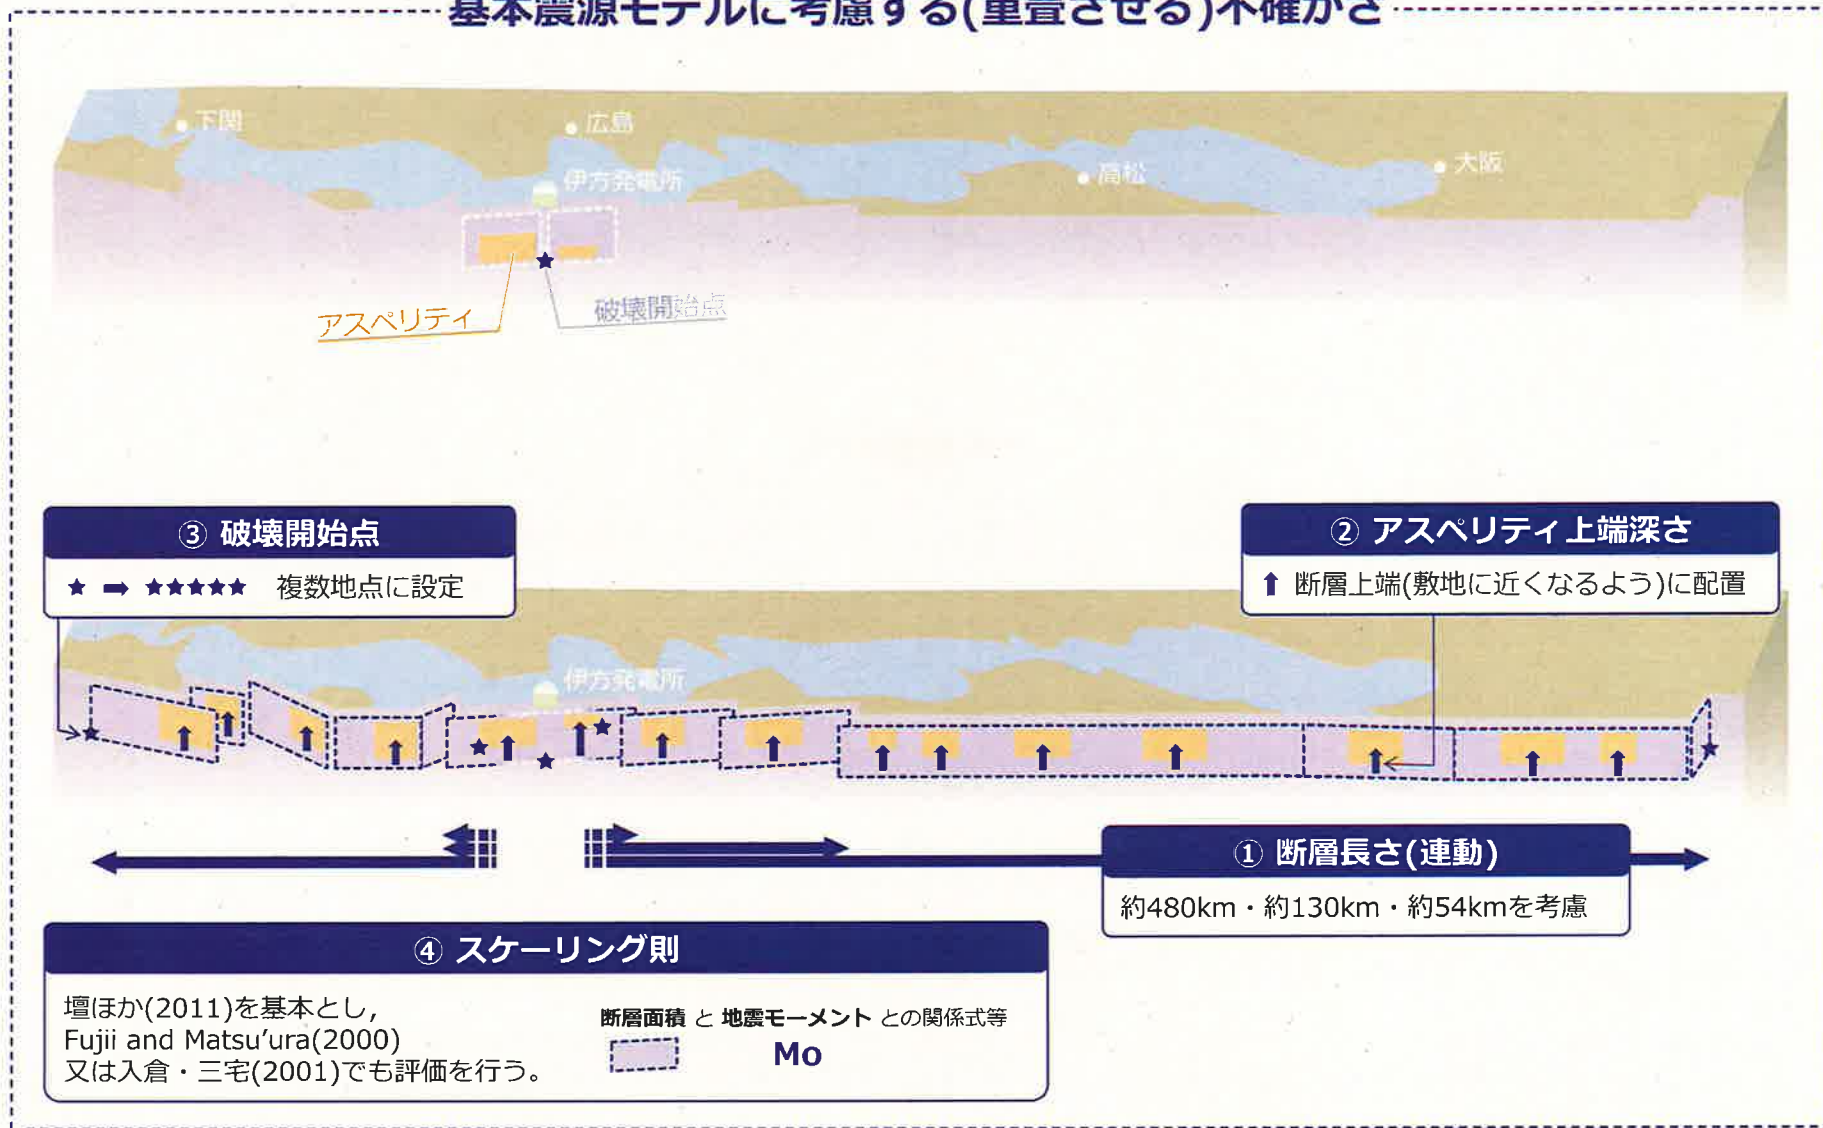 基本震源モデルに考慮する(重畳させる)不確かさ
下関
広島
伊方発電所
高松
大阪
アスペリティ
破壊開始点
③ 破壊開始点
★ ➡ ★★★★★ 複数地点に設定
② アスペリティ上端深さ
⬆ 断層上端(敷地に近くなるよう)に配置
伊方発電所
① 断層長さ(連動)
約480km・約130km・約54kmを考慮
④ スケーリング則
壇ほか(2011)を基本とし,
Fujii and Matsu’ura(2000)
又は入倉・三宅(2001)でも評価を行う。
断層面積 と 地震モーメント との関係式等
Mo